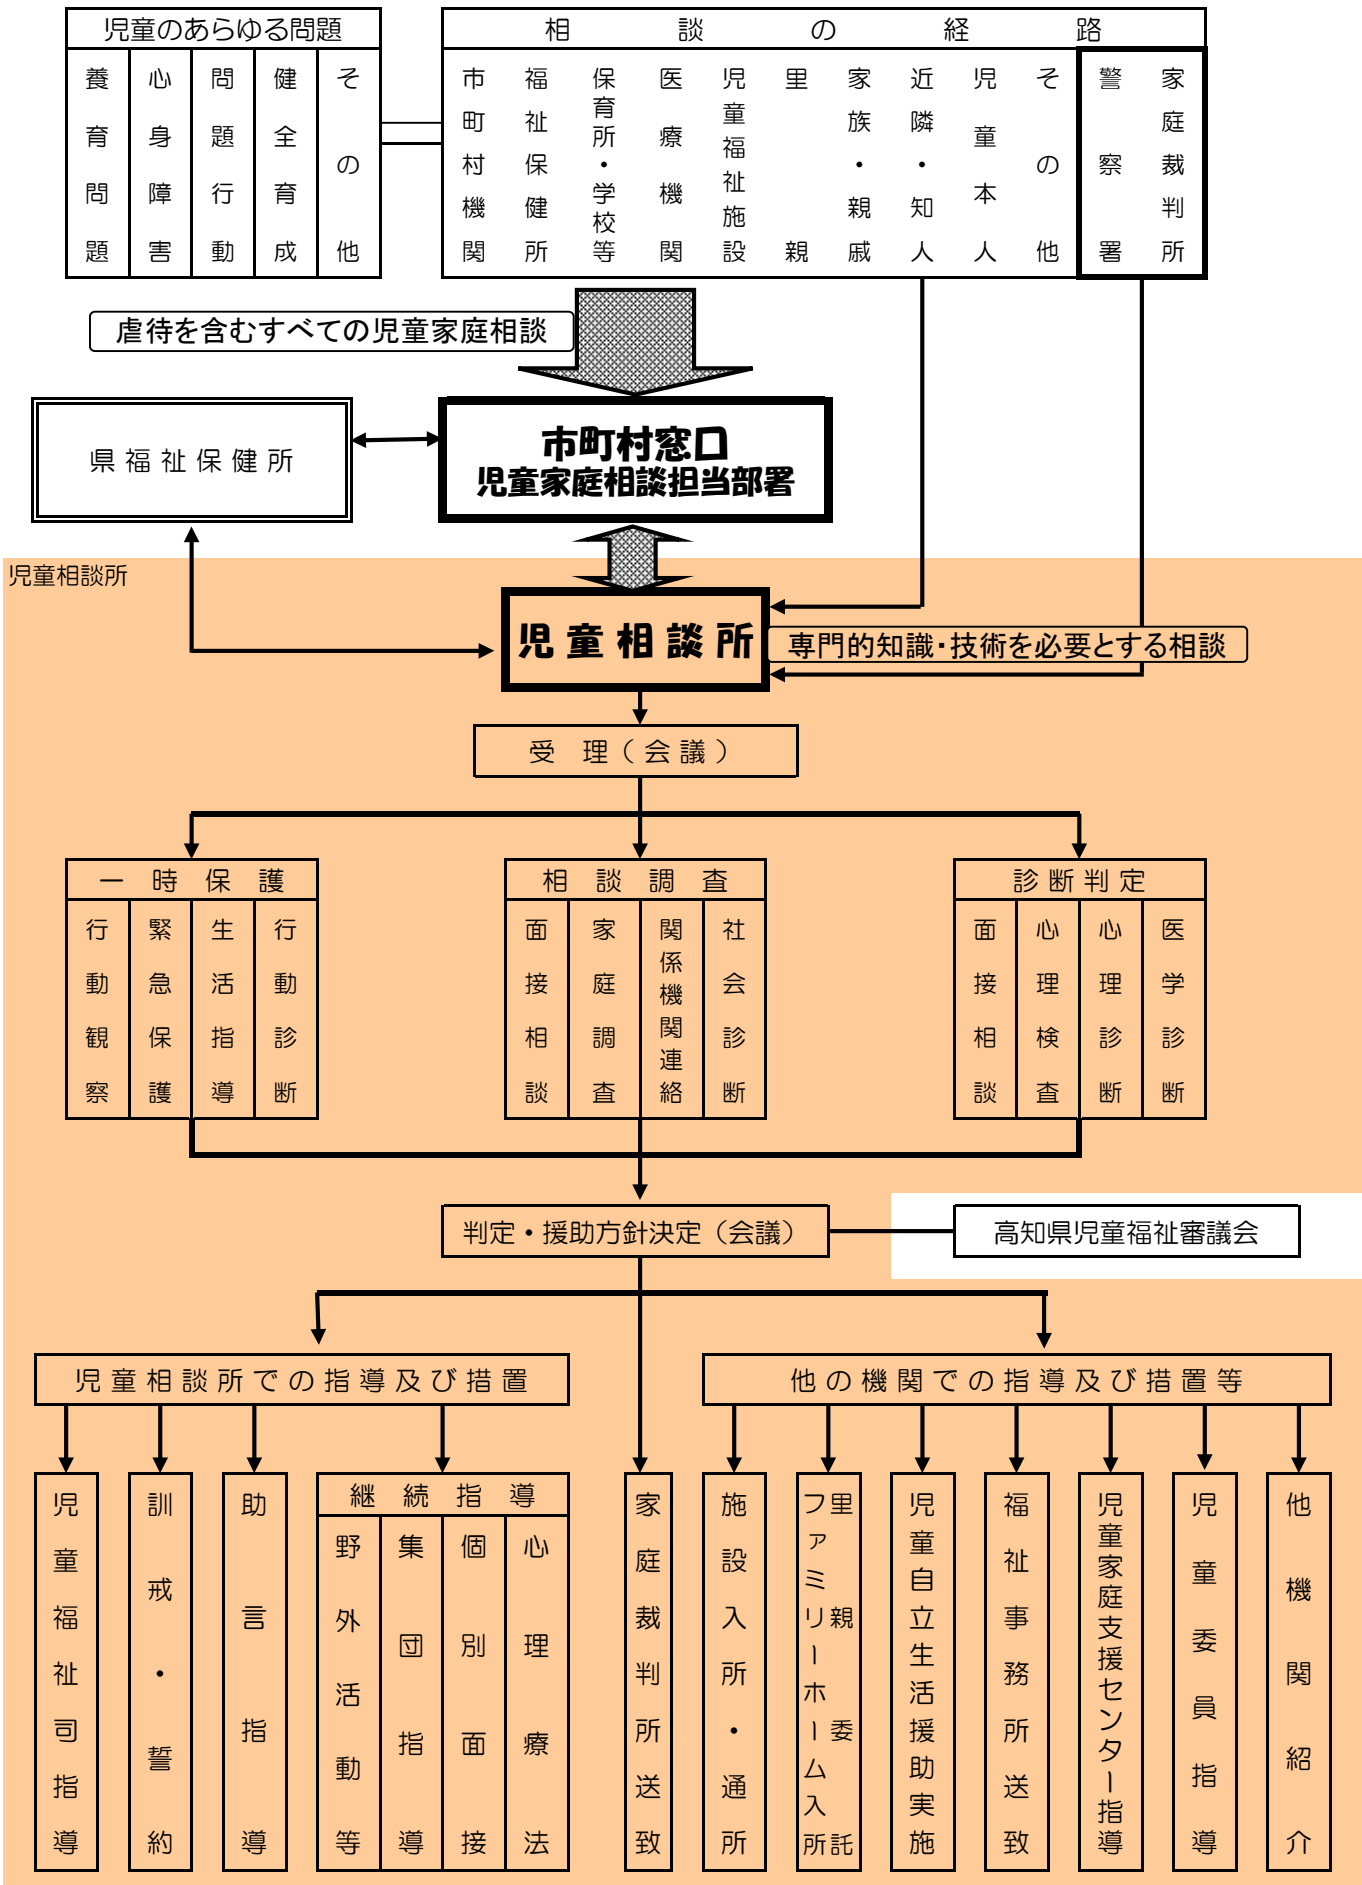 児童のあらゆる問題
養育問題
心身障害
問題行動
健全育成
その他
相談の経路
市町村機関
福祉保健所
保育所・学校等
医療機関
児童福祉施設
里親
家族・親戚
近隣・知人
児童本人
その他
警察署
家庭裁判所
虐待を含むすべての児童家庭相談
県福祉保健所
市町村窓口
児童家庭相談担当部署
児童相談所
児童相談所
専門的知識・技術を必要とする相談
受 理（会議）
一時保護
行動観察
緊急保護
生活指導
行動診断
相談調査
面接相談
家庭調査
関係機関連絡
社会診断
診断判定
面接相談
心理検査
心理診断
医学診断
判定・援助方針決定（会議）
高知県児童福祉審議会
児童相談所での指導及び措置
他の機関での指導及び措置等
児童福祉司指導
訓戒・誓約
助言指導
継続指導
野外活動等
集団指導
個別面接
心理療法
家庭裁判所送致
施設入所・通所
里親委託
ファミリーホーム入所
児童自立生活援助実施
福祉事務所送致
児童家庭支援センター指導
児童委員指導
他機関紹介